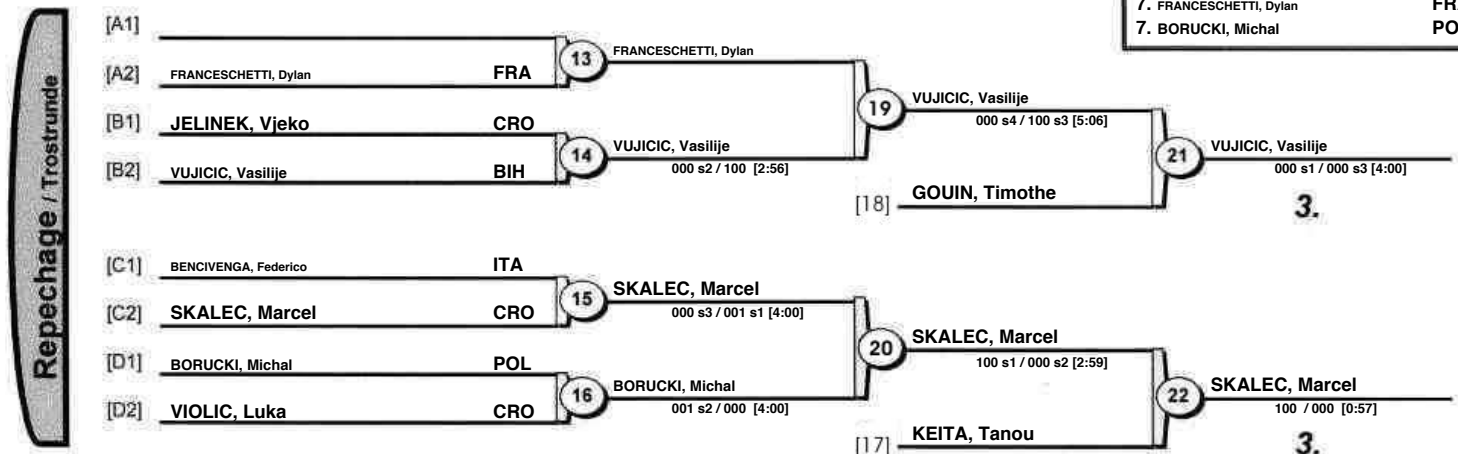 7. FRANCESCHETTI, Dylan
7. BORUCKI, Michal PO
Repechage / Trostrunde
[A1]
[A2] FRANCESCHETTI, Dylan FRA
13 FRANCESCHETTI, Dylan
[B1] JELINEK, Vjeko CRO
[B2] VUJICIC, Vasilije BIH
14 VUJICIC, Vasilije
000 s2 / 100 [2:56]
19 VUJICIC, Vasilije
000 s4 / 100 s3 [5:06]
[18] GOUIN, Timothe
21 VUJICIC, Vasilije
000 s1 / 000 s3 [4:00]
3.
[C1] BENCIVENGA, Federico ITA
[C2] SKALEC, Marcel CRO
15 SKALEC, Marcel
000 s3 / 001 s1 [4:00]
[D1] BORUCKI, Michal POL
[D2] VIOLIC, Luka CRO
16 BORUCKI, Michal
001 s2 / 000 [4:00]
20 SKALEC, Marcel
100 s1 / 000 s2 [2:59]
[17] KEITA, Tanou
22 SKALEC, Marcel
100 / 000 [0:57]
3.